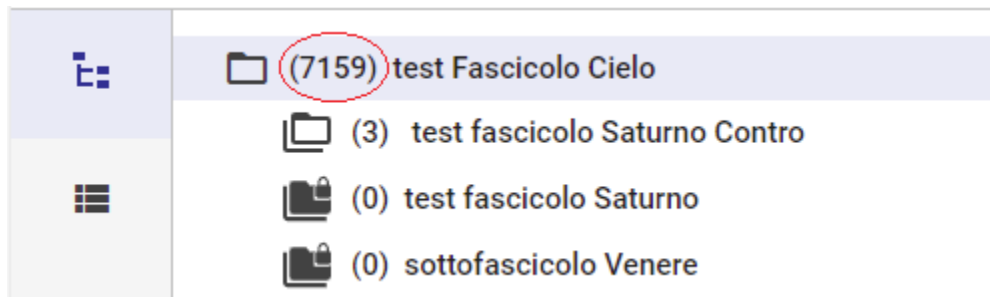 (7159) test Fascicolo Cielo
(3) test fascicolo Saturno Contro
(0) test fascicolo Saturno
(0) sottofascicolo Venere